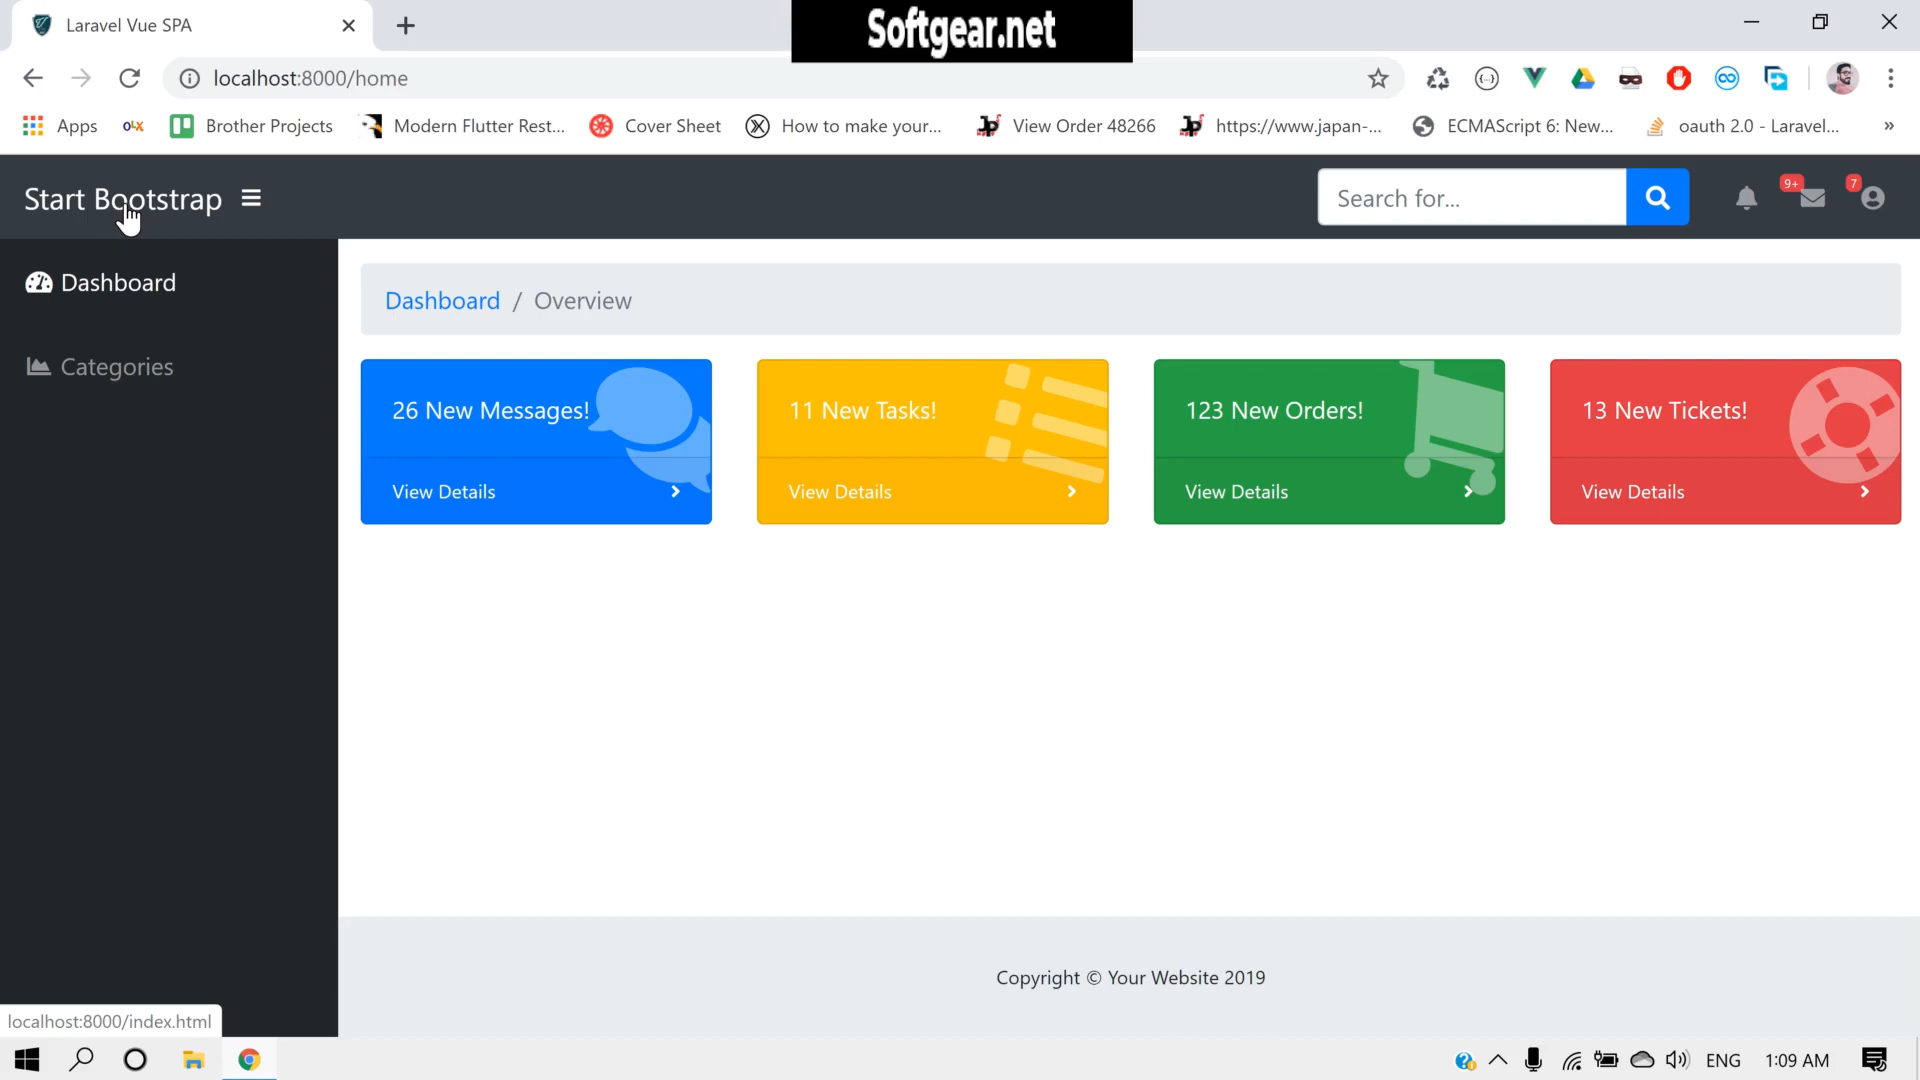 Laravel Vue SPA
Softgear.net
localhost:8000/home
Apps
OLX
Brother Projects
Modern Flutter Rest...
Cover Sheet
How to make your...
View Order 48266
https://www.japan-...
ECMAScript 6: New...
oauth 2.0 - Laravel...
»
Start Bootstrap
Search for...
9+
7
Dashboard
Categories
Dashboard / Overview
26 New Messages!
View Details
11 New Tasks!
View Details
123 New Orders!
View Details
13 New Tickets!
View Details
Copyright © Your Website 2019
localhost:8000/index.html
ENG
1:09 AM